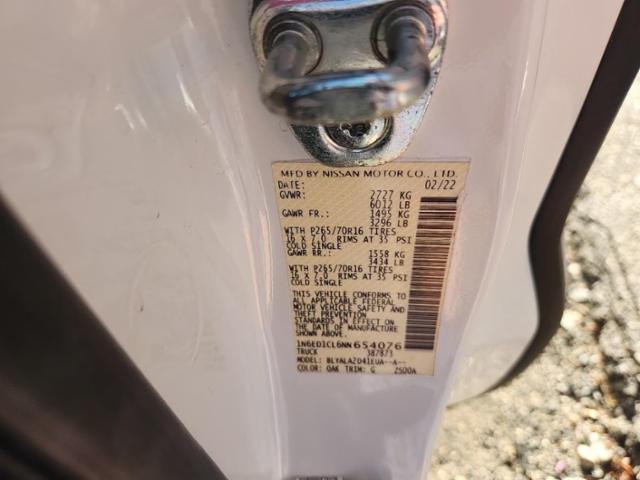 MFD BY NISSAN MOTOR CO., LTD.
DATE: 02/22
GVWR: 2727 KG
6012 LB
GAWR FR.: 1495 KG
3296 LB
WITH P265/70R16 TIRES
16 X 7.0 RIMS AT 35 PSI
COLD SINGLE
GAWR RR.: 1558 KG
3434 LB
WITH P265/70R16 TIRES
16 X 7.0 RIMS AT 35 PSI
COLD SINGLE
THIS VEHICLE CONFORMS TO
ALL APPLICABLE FEDERAL
MOTOR VEHICLE SAFETY AND
THEFT PREVENTION
STANDARDS IN EFFECT ON
THE DATE OF MANUFACTURE
SHOWN ABOVE.
1N6ED1CL6NN654076
TRUCK 387871
MODEL: BLYALAZD41EUA--A--
COLOR: QAK TRIM: G 2500A